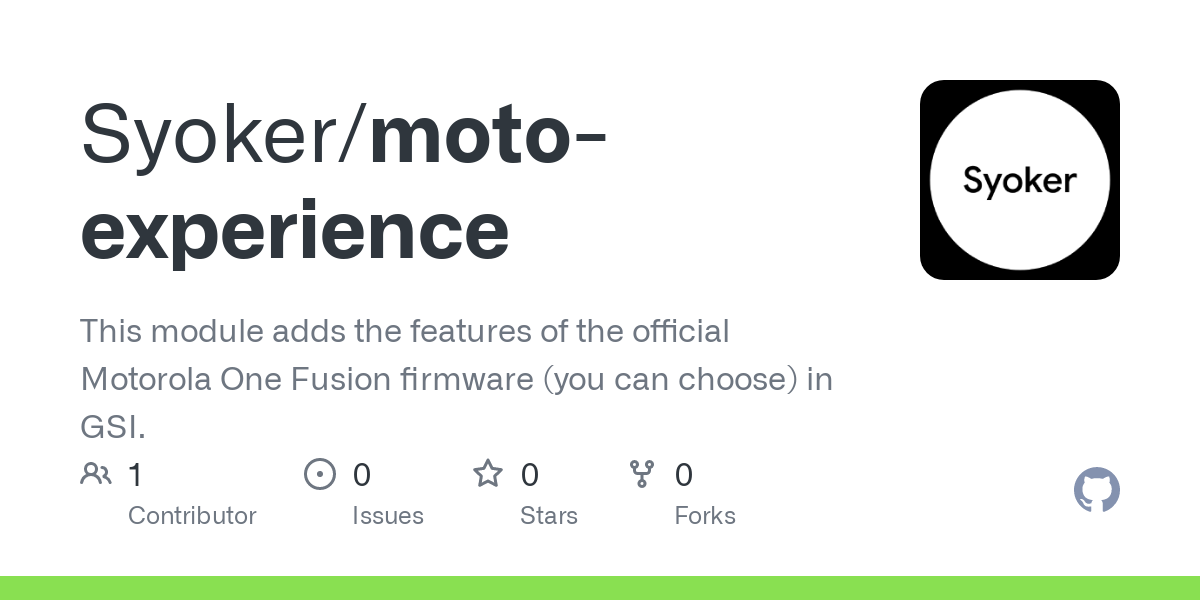 Syoker/moto-
experience
Syoker
This module adds the features of the official
Motorola One Fusion firmware (you can choose) in
GSI.
1
Contributor
0
Issues
0
Stars
0
Forks